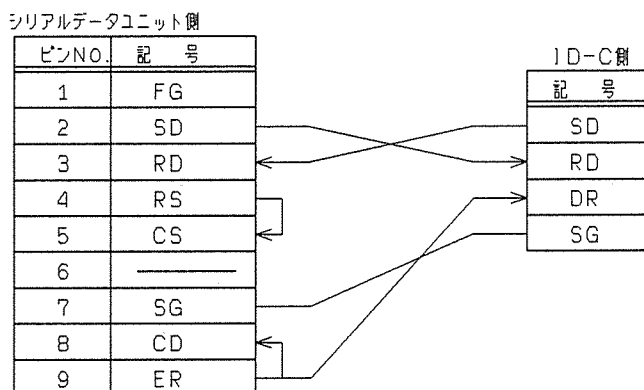 シリアルデータユニット側
ピンNO. 記 号
1 FG
2 SD
3 RD
4 RS
5 CS
6 ―――
7 SG
8 CD
9 ER
ID-C側
記 号
SD
RD
DR
SG